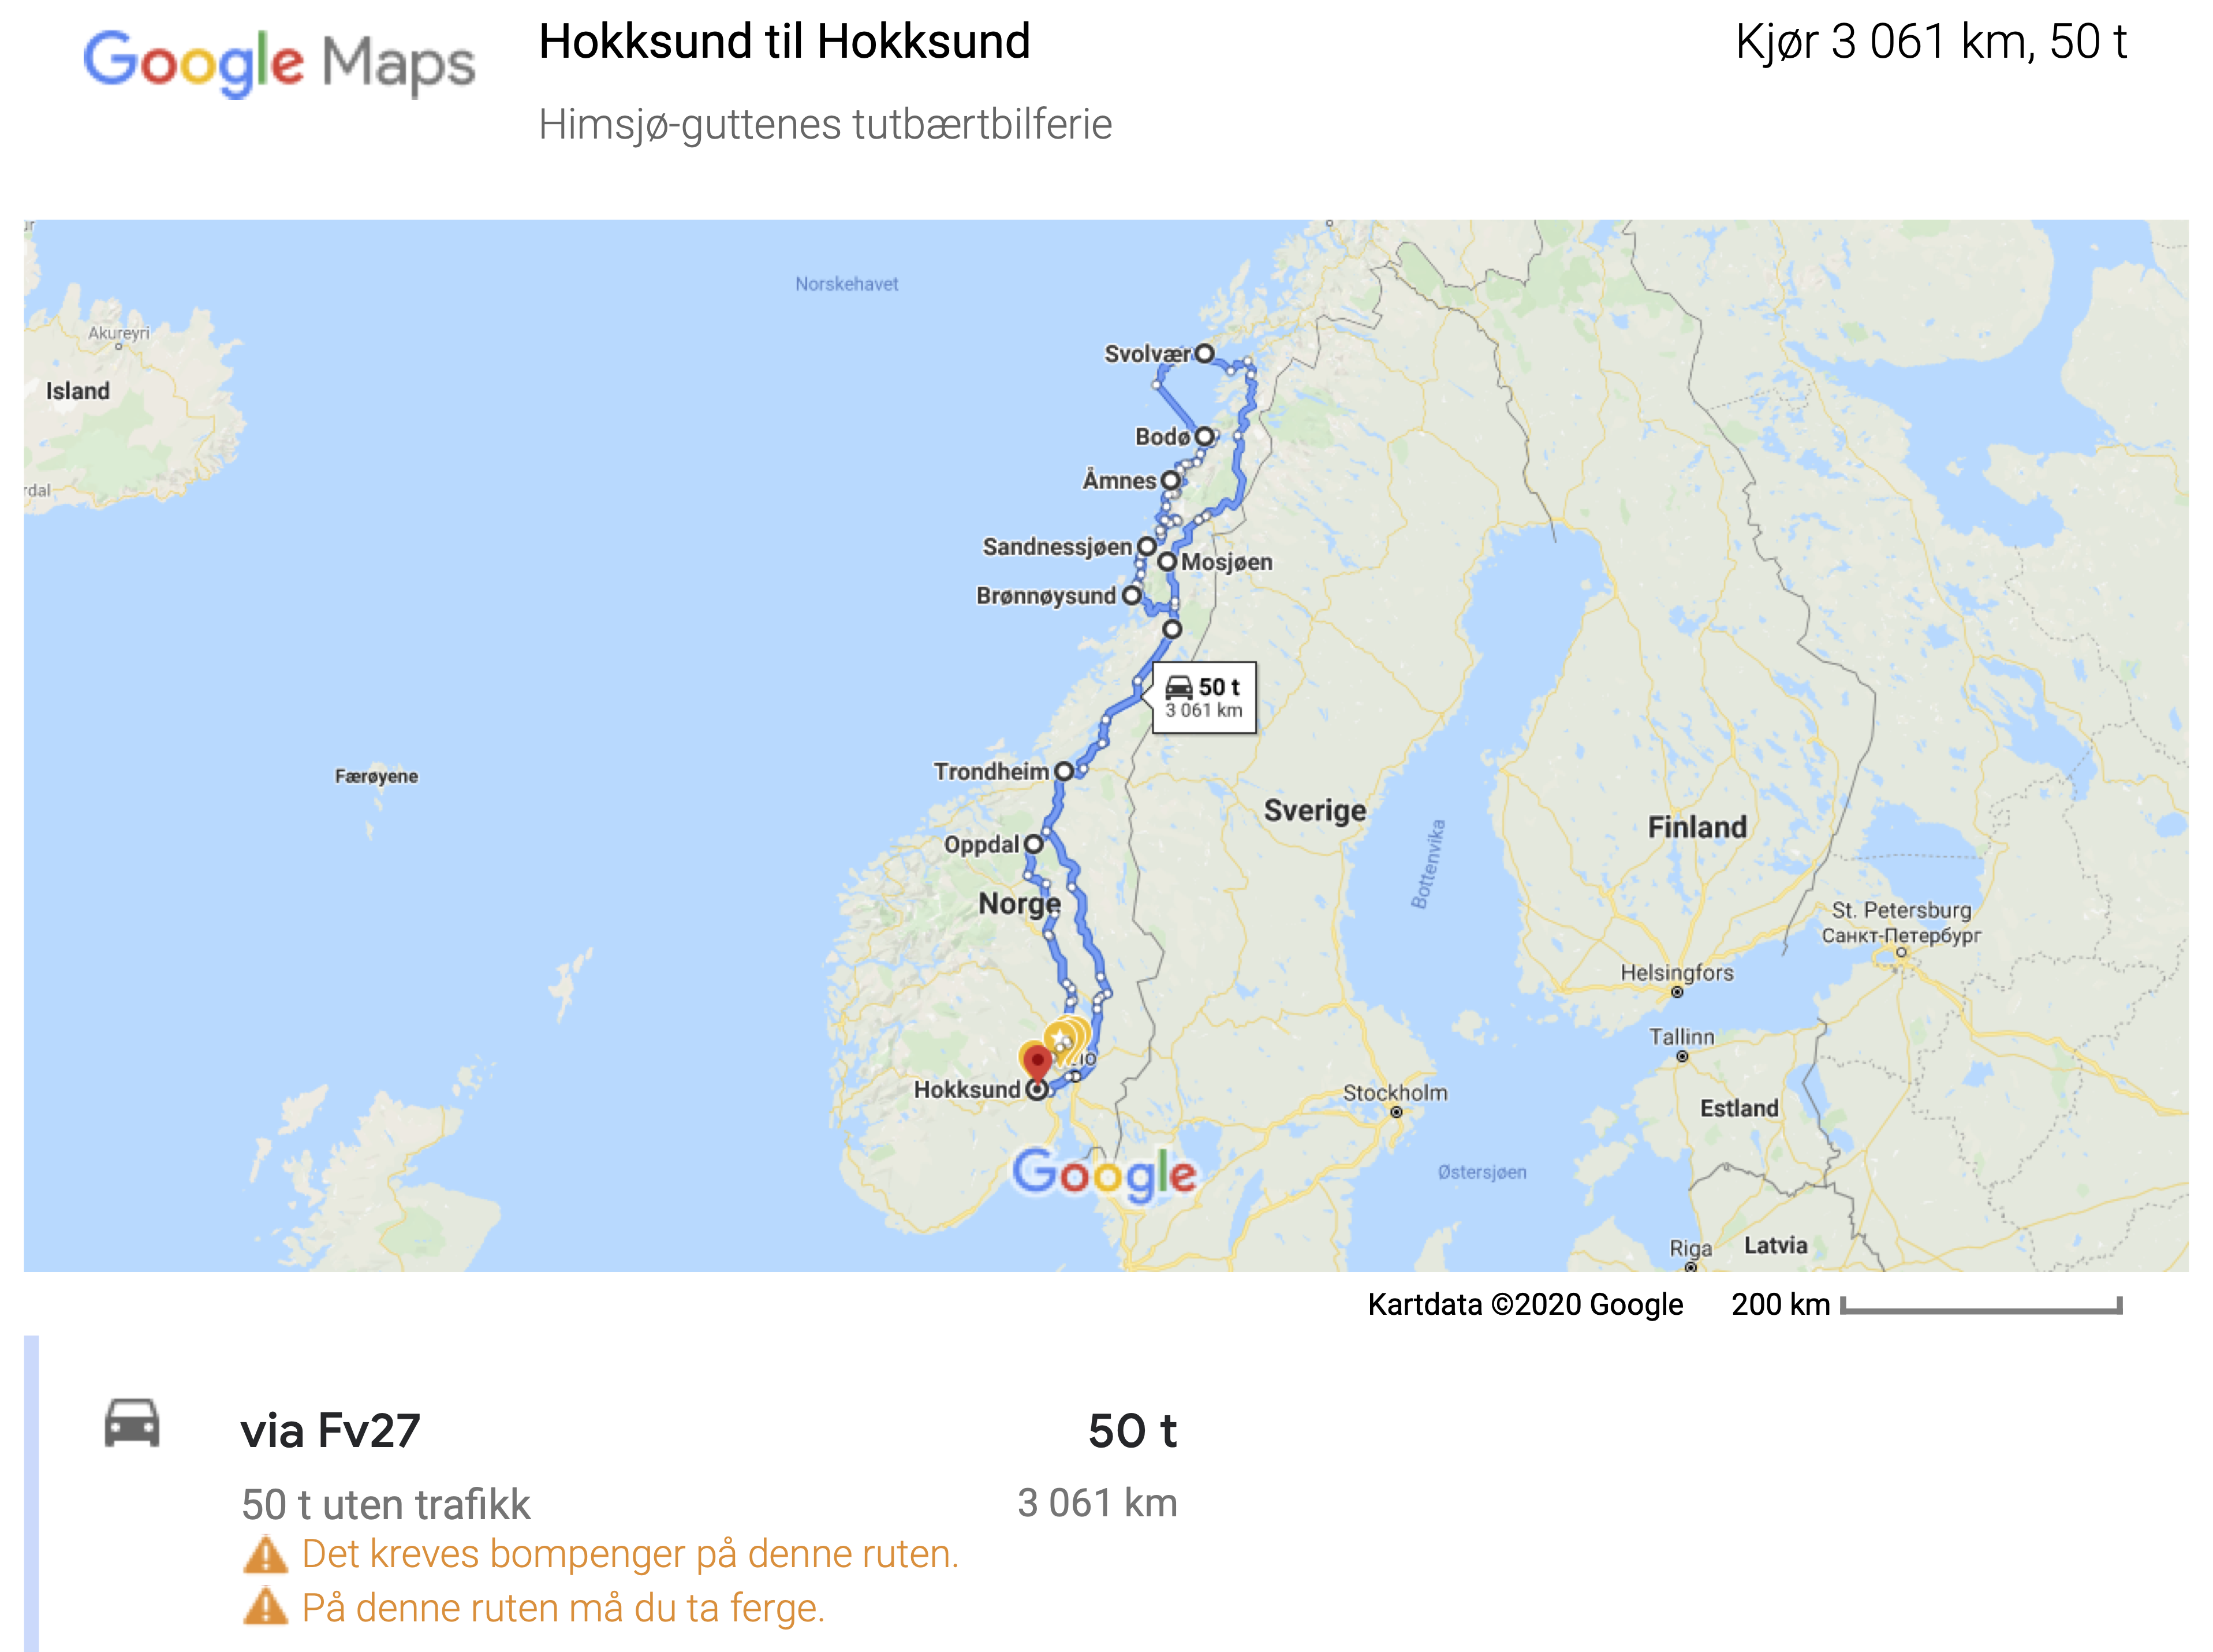 Google Maps
Hokksund til Hokksund
Kjør 3 061 km, 50 t
Himsjø-guttenes tutbærtbilferie
Norskehavet
Akureyri
Island
Svolvær
Bodø
Åmnes
Sandnessjøen
Mosjøen
Brønnøysund
50 t
3 061 km
Trondheim
Færøyene
Sverige
Finland
Oppdal
Bottenvika
Norge
St. Petersburg
Санкт-Петербург
Helsingfors
Tallinn
Hokksund
Stockholm
Estland
Google
Østersjøen
Riga
Latvia
Kartdata ©2020 Google
200 km
via Fv27
50 t
50 t uten trafikk
3 061 km
Det kreves bompenger på denne ruten.
På denne ruten må du ta ferge.